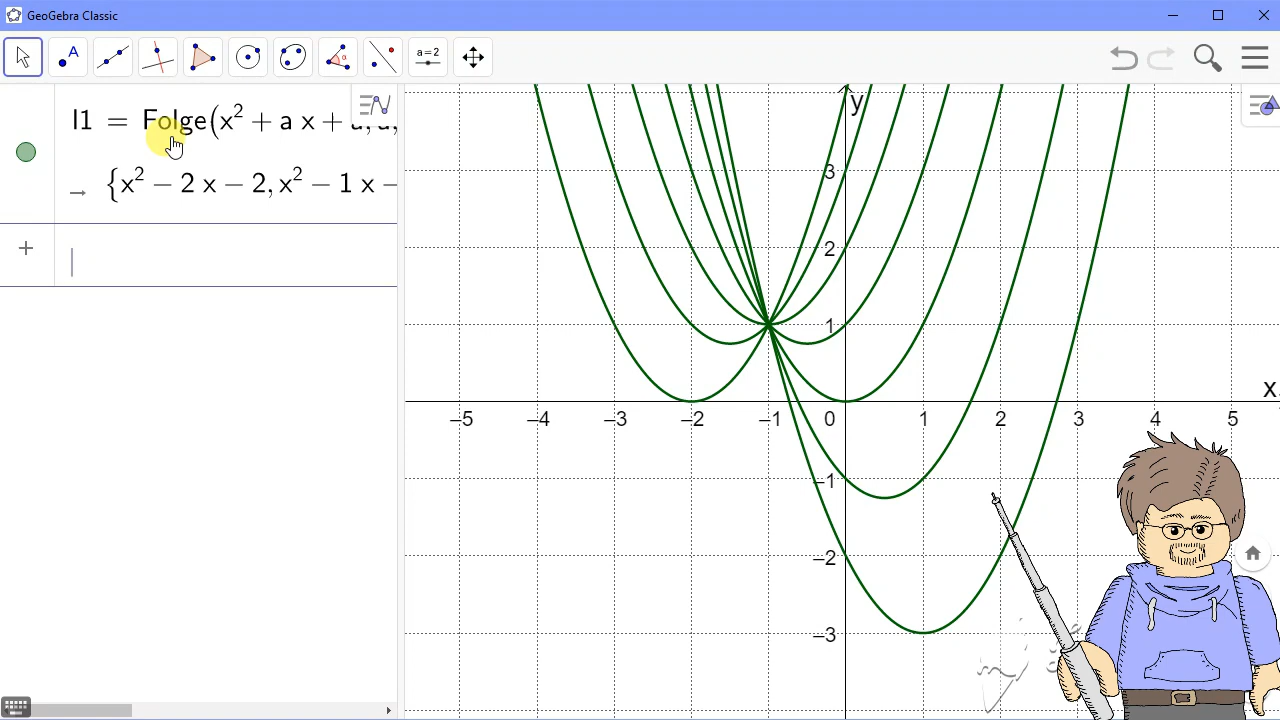 GeoGebra Classic
A
α
a=2
l1 = Folge(x² + a x + a, a,
→ {x² − 2 x − 2, x² − 1 x −
+
y
3
2
1
x
−5 −4 −3 −2 −1 0 1 2 3 4 5
−1
−2
−3